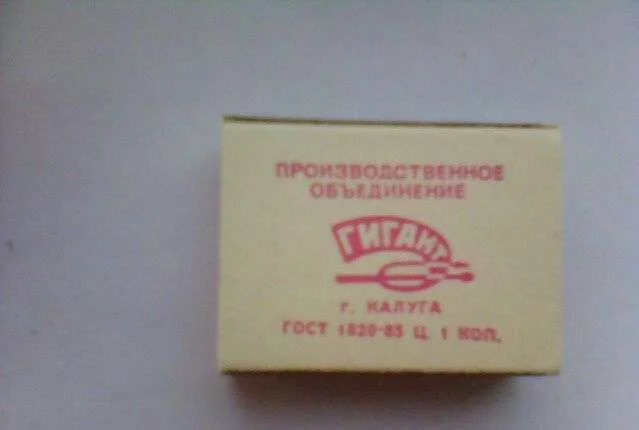 ПРОИЗВОДСТВЕННОЕ
ОБЪЕДИНЕНИЕ
ГИГАНТ
г. КАЛУГА
ГОСТ 1820-85 Ц. 1 КОП.